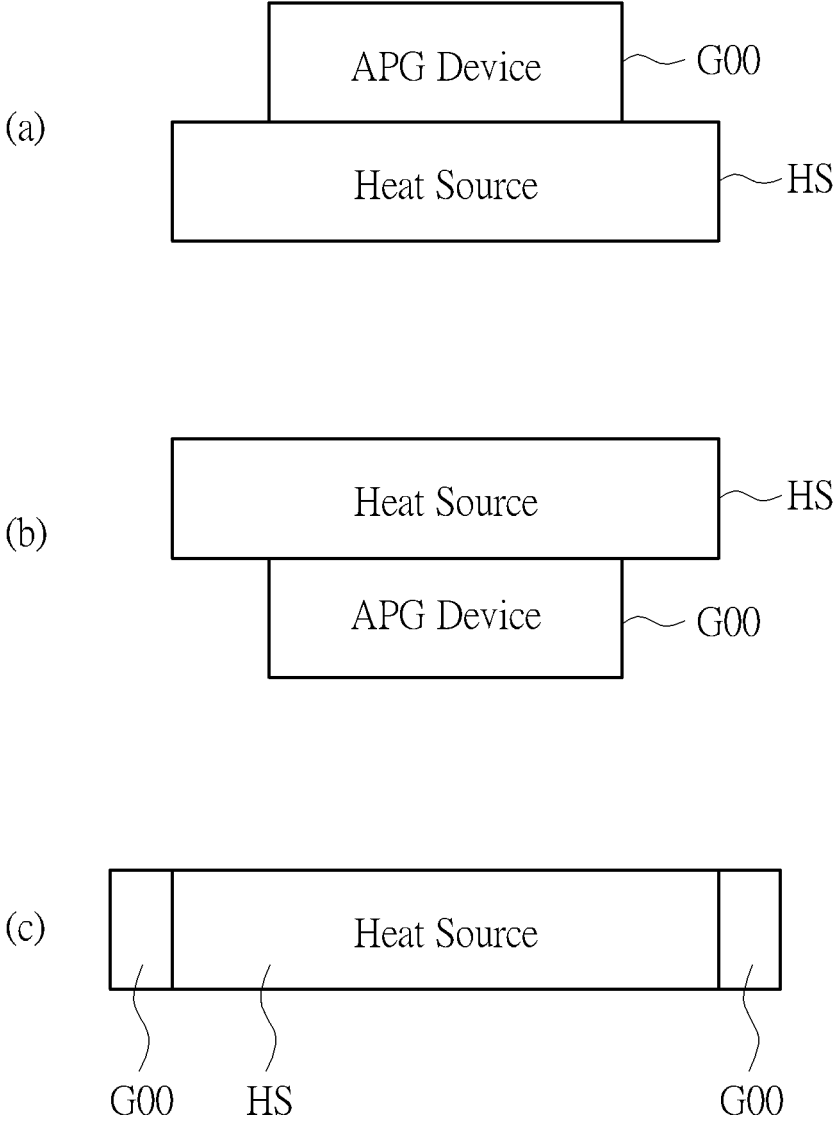 APG Device
G00
(a)
Heat Source
HS
Heat Source
HS
(b)
APG Device
G00
(c)
Heat Source
G00
HS
G00